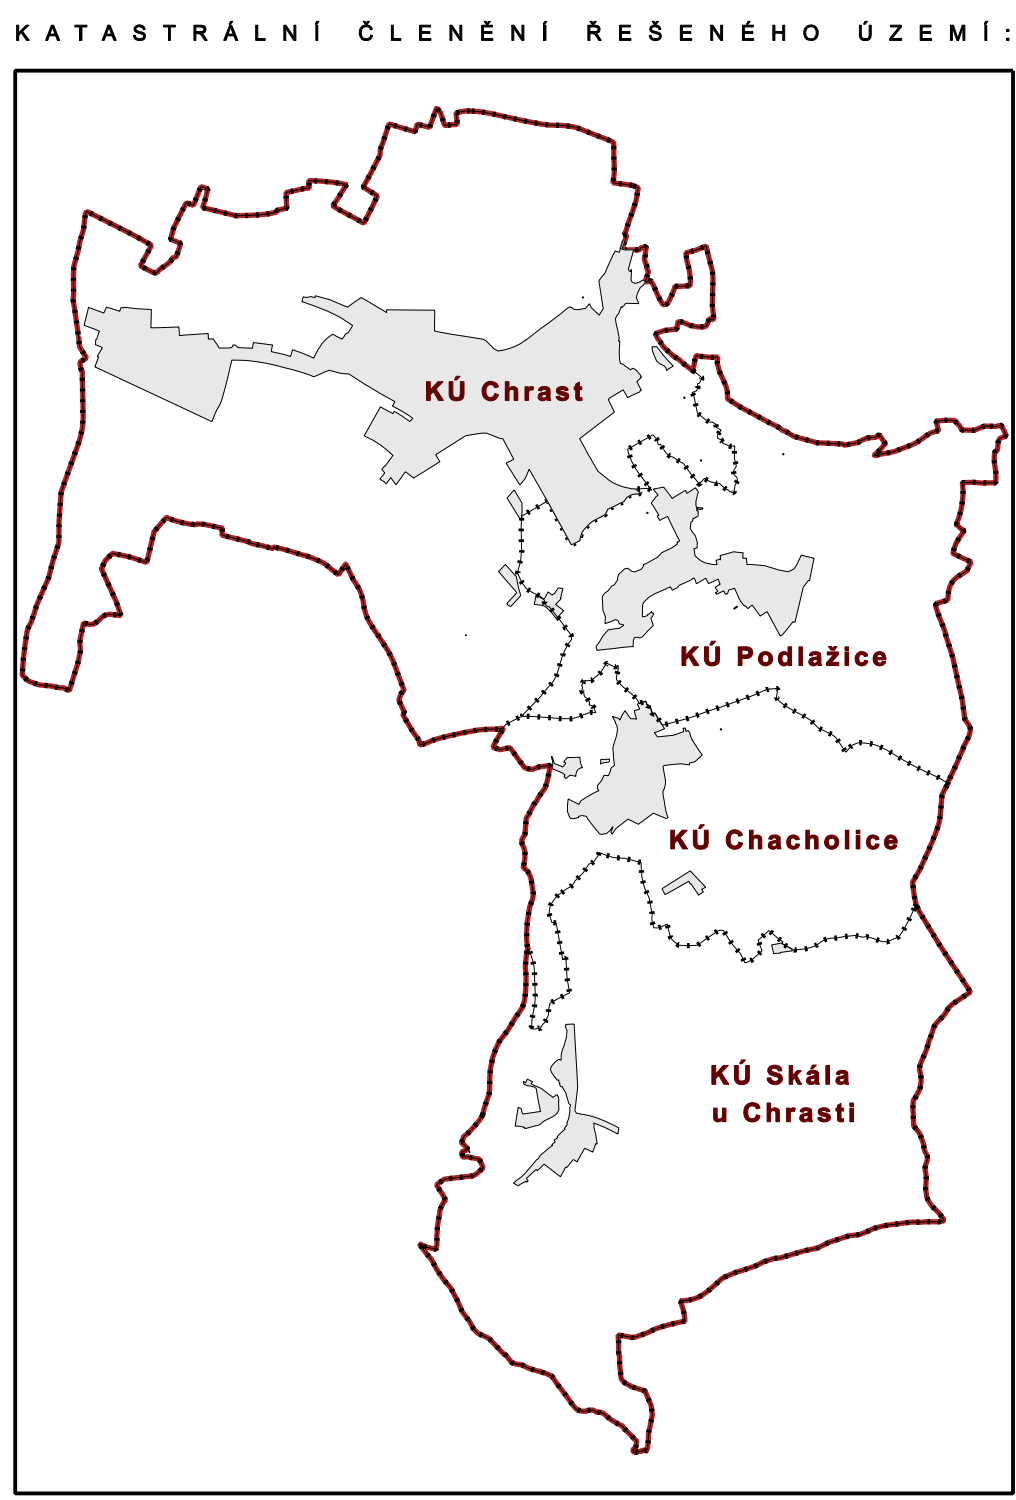 KATASTRÁLNÍ ČLENĚNÍ ŘEŠENÉHO ÚZEMÍ:
KÚ Chrast
KÚ Podlažice
KÚ Chacholice
KÚ Skála
u Chrasti